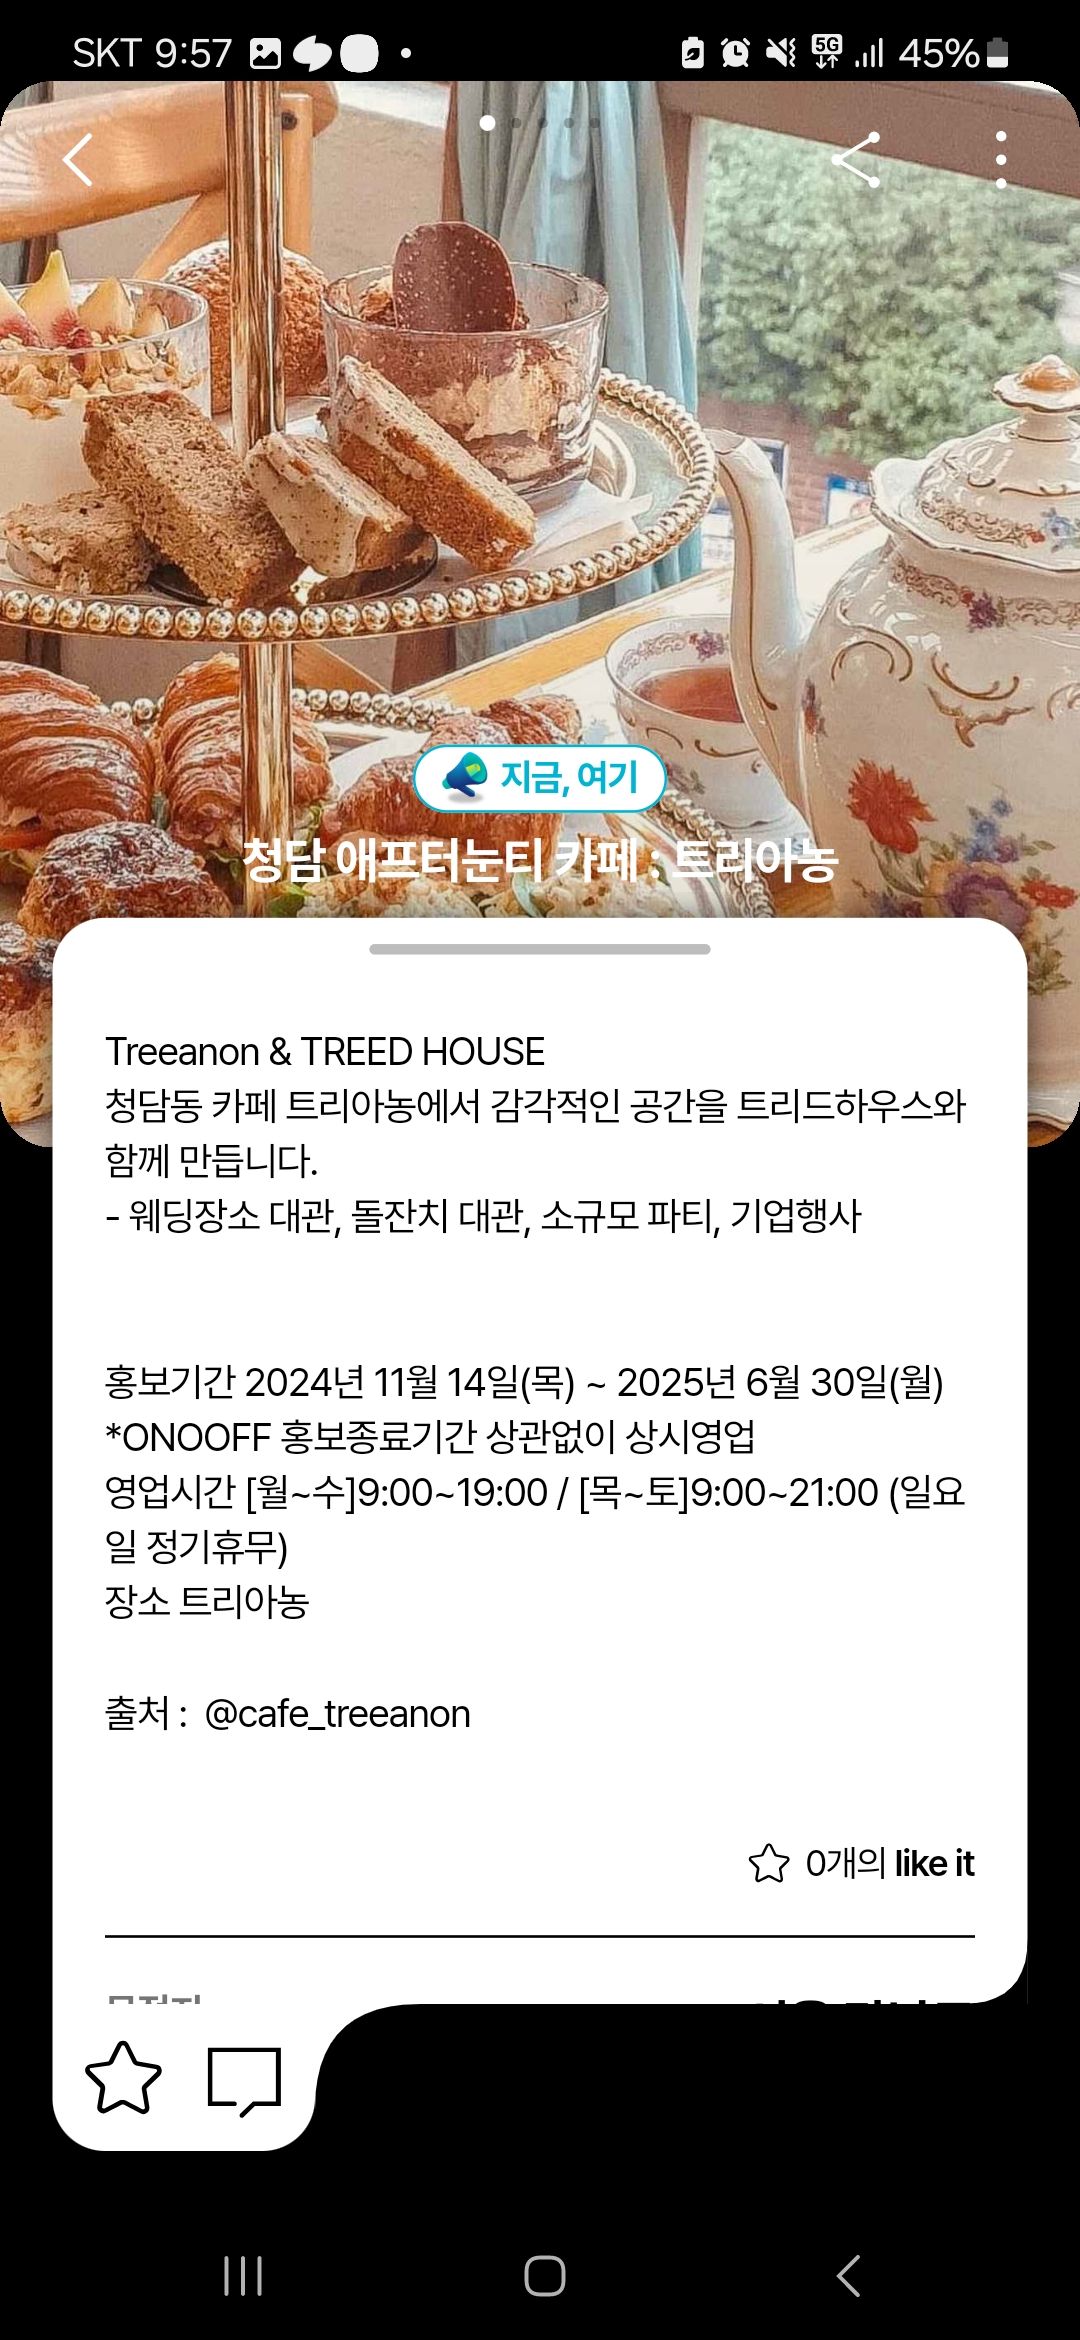 SKT 9:57
5G
45%
지금, 여기
청담 애프터눈티 카페 : 트리아농
Treeanon & TREED HOUSE
청담동 카페 트리아농에서 감각적인 공간을 트리드하우스와
함께 만듭니다.
- 웨딩장소 대관, 돌잔치 대관, 소규모 파티, 기업행사
홍보기간 2024년 11월 14일(목) ~ 2025년 6월 30일(월)
*ONOOFF 홍보종료기간 상관없이 상시영업
영업시간 [월~수]9:00~19:00 / [목~토]9:00~21:00 (일요
일 정기휴무)
장소 트리아농
출처 : @cafe_treeanon
0개의 like it